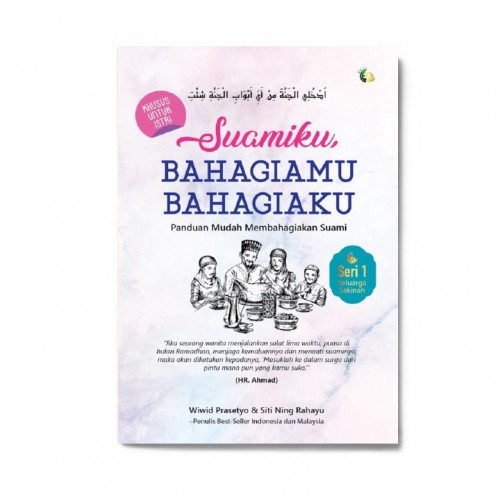 ادْخُلِي الْجَنَّةَ مِنْ أَيِّ أَبْوَابِ الْجَنَّةِ شِئْتِ
KHUSUS
UNTUK
ISTRI
Suamiku,
BAHAGIAMU
BAHAGIAKU
Panduan Mudah Membahagiakan Suami
Seri 1
Keluarga
Sakinah
"Jika seorang wanita menjalankan salat lima waktu, puasa di
bulan Ramadhan, menjaga kemaluannya dan menaati suaminya,
maka akan dikatakan kepadanya, 'Masuklah ke dalam surga dari
pintu mana pun yang kamu suka.'"
(HR. Ahmad)
Wiwid Prasetyo & Siti Ning Rahayu
–Penulis Best-Seller Indonesia dan Malaysia